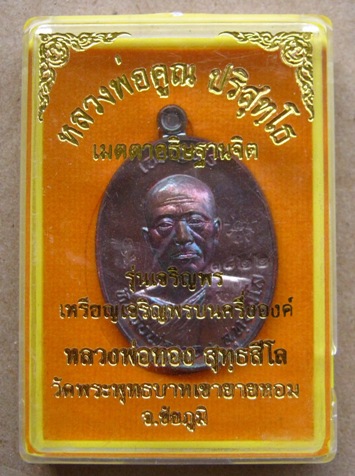 หลวงพ่อคูณ ปริสุทฺโธ
เมตตาอธิษฐานจิต
รุ่นเจริญพร
เหรียญเจริญพรบนครึ่งองค์
หลวงพ่อทอง สุทฺธสีโล
วัดพระพุทธบาทเขายายหอม
จ.ชัยภูมิ